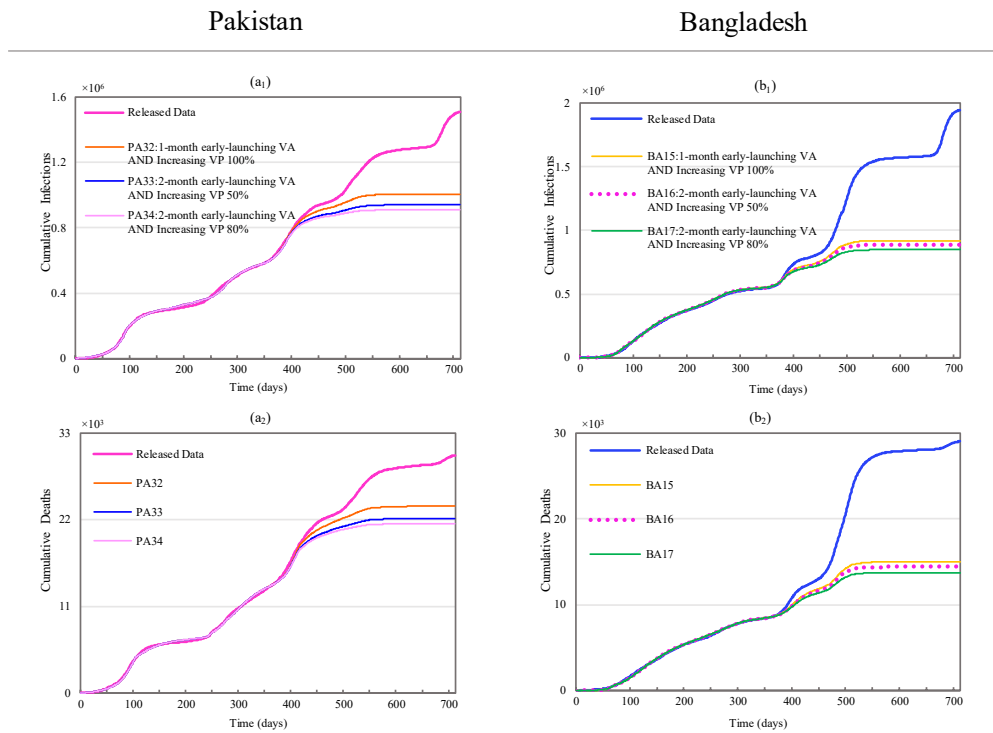 Pakistan
Bangladesh
(a₁)
×10⁶
1.6
1.2
0.8
0.4
0
Cumulative Infections
Released Data
PA32:1-month early-launching VA
AND Increasing VP 100%
PA33:2-month early-launching VA
AND Increasing VP 50%
PA34:2-month early-launching VA
AND Increasing VP 80%
0 100 200 300 400 500 600 700
Time (days)
(b₁)
×10⁶
2
1.5
1
0.5
0
Cumulative Infections
Released Data
BA15:1-month early-launching VA
AND Increasing VP 100%
BA16:2-month early-launching VA
AND Increasing VP 50%
BA17:2-month early-launching VA
AND Increasing VP 80%
0 100 200 300 400 500 600 700
Time (days)
(a₂)
×10³
33
22
11
0
Cumulative Deaths
Released Data
PA32
PA33
PA34
0 100 200 300 400 500 600 700
Time (days)
(b₂)
×10³
30
20
10
0
Cumulative Deaths
Released Data
BA15
BA16
BA17
0 100 200 300 400 500 600 700
Time (days)